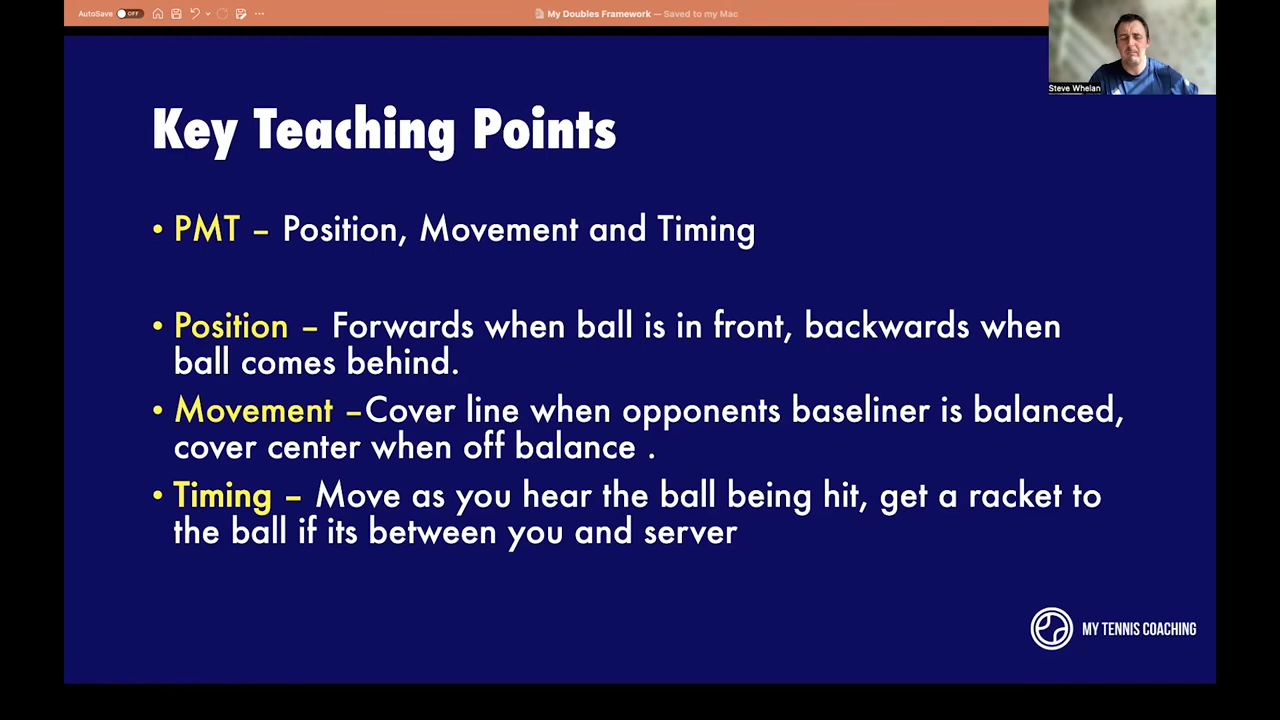 AutoSave OFF
My Doubles Framework — Saved to my Mac
Steve Whelan
Key Teaching Points
• PMT – Position, Movement and Timing
• Position – Forwards when ball is in front, backwards when
ball comes behind.
• Movement –Cover line when opponents baseliner is balanced,
cover center when off balance .
• Timing – Move as you hear the ball being hit, get a racket to
the ball if its between you and server
MY TENNIS COACHING